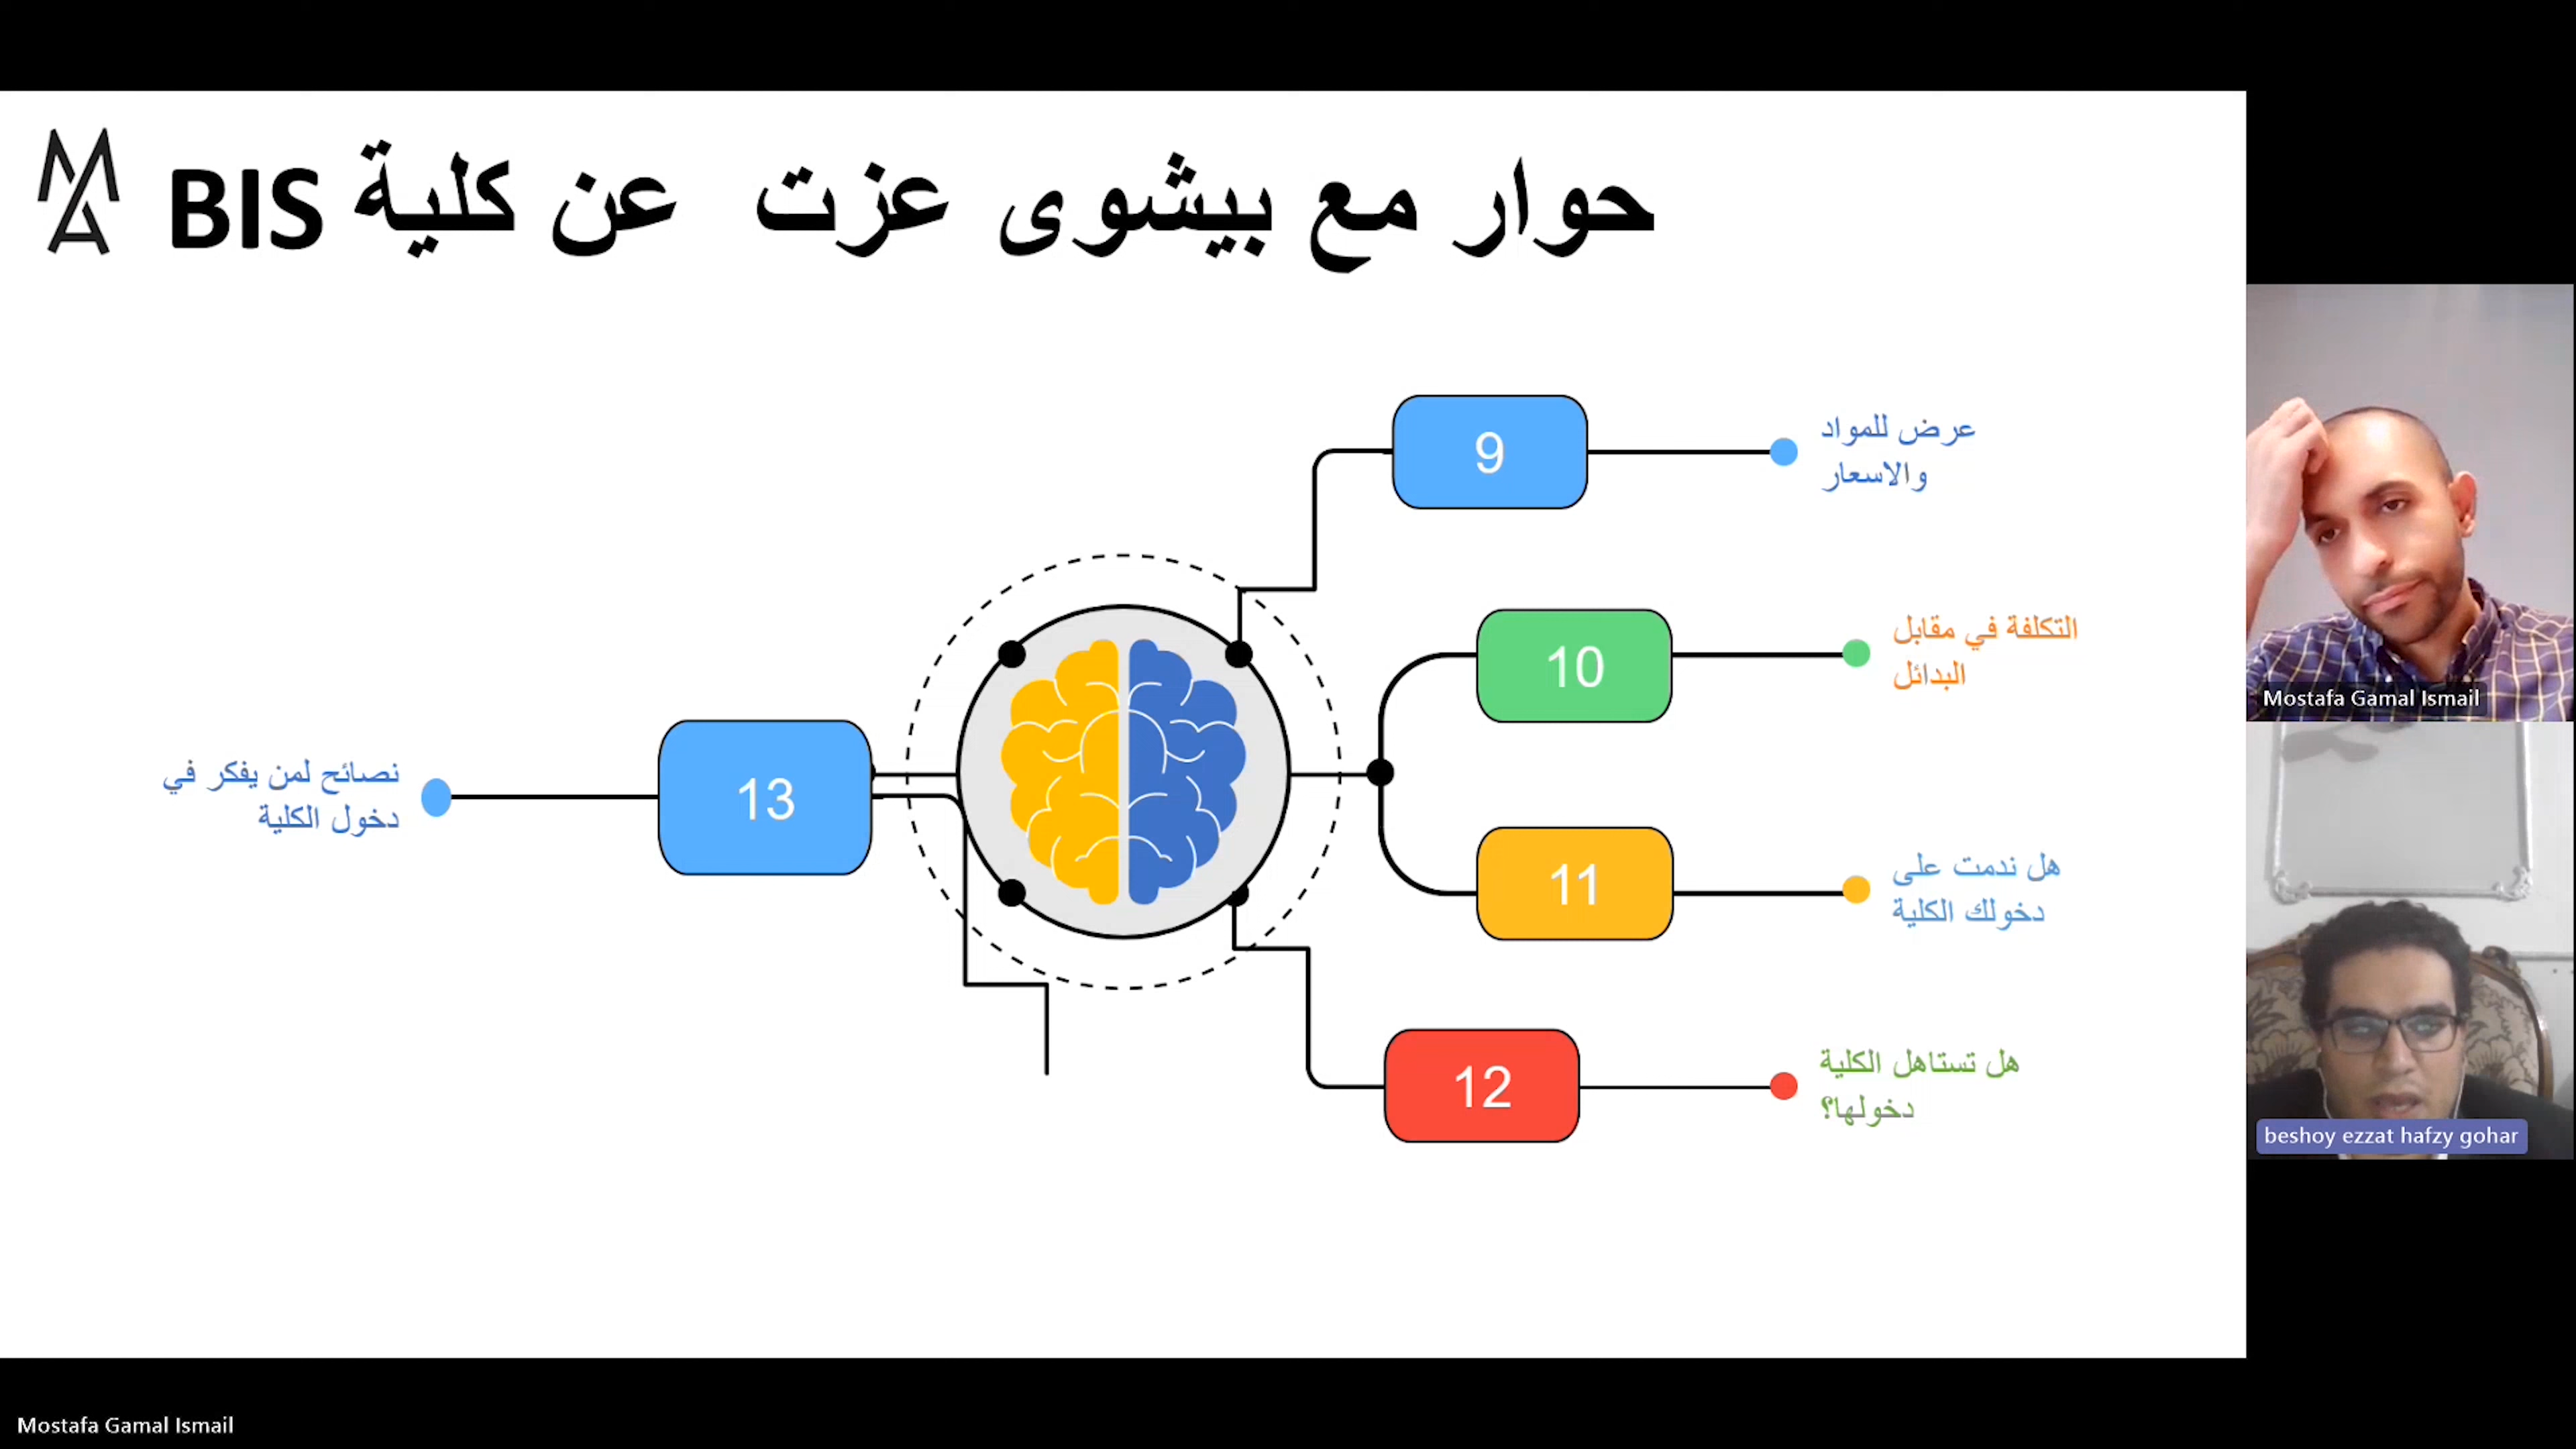 حوار مع بيشوى عزت عن كلية BIS
MA
9
عرض للمواد
والاسعار
10
التكلفة في مقابل
البدائل
11
هل ندمت على
دخولك الكلية
12
هل تستاهل الكلية
دخولها؟
13
نصائح لمن يفكر في
دخول الكلية
Mostafa Gamal Ismail
beshoy ezzat hafzy gohar
Mostafa Gamal Ismail